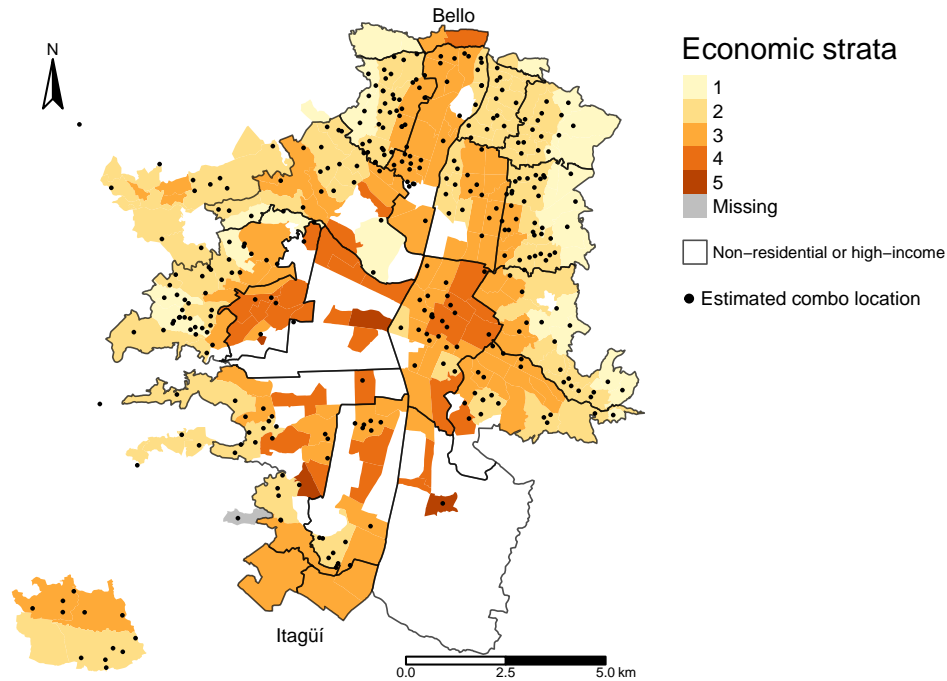 Bello
N
Economic strata
1
2
3
4
5
Missing
Non−residential or high−income
Estimated combo location
Itagüí
0.0 2.5 5.0 km